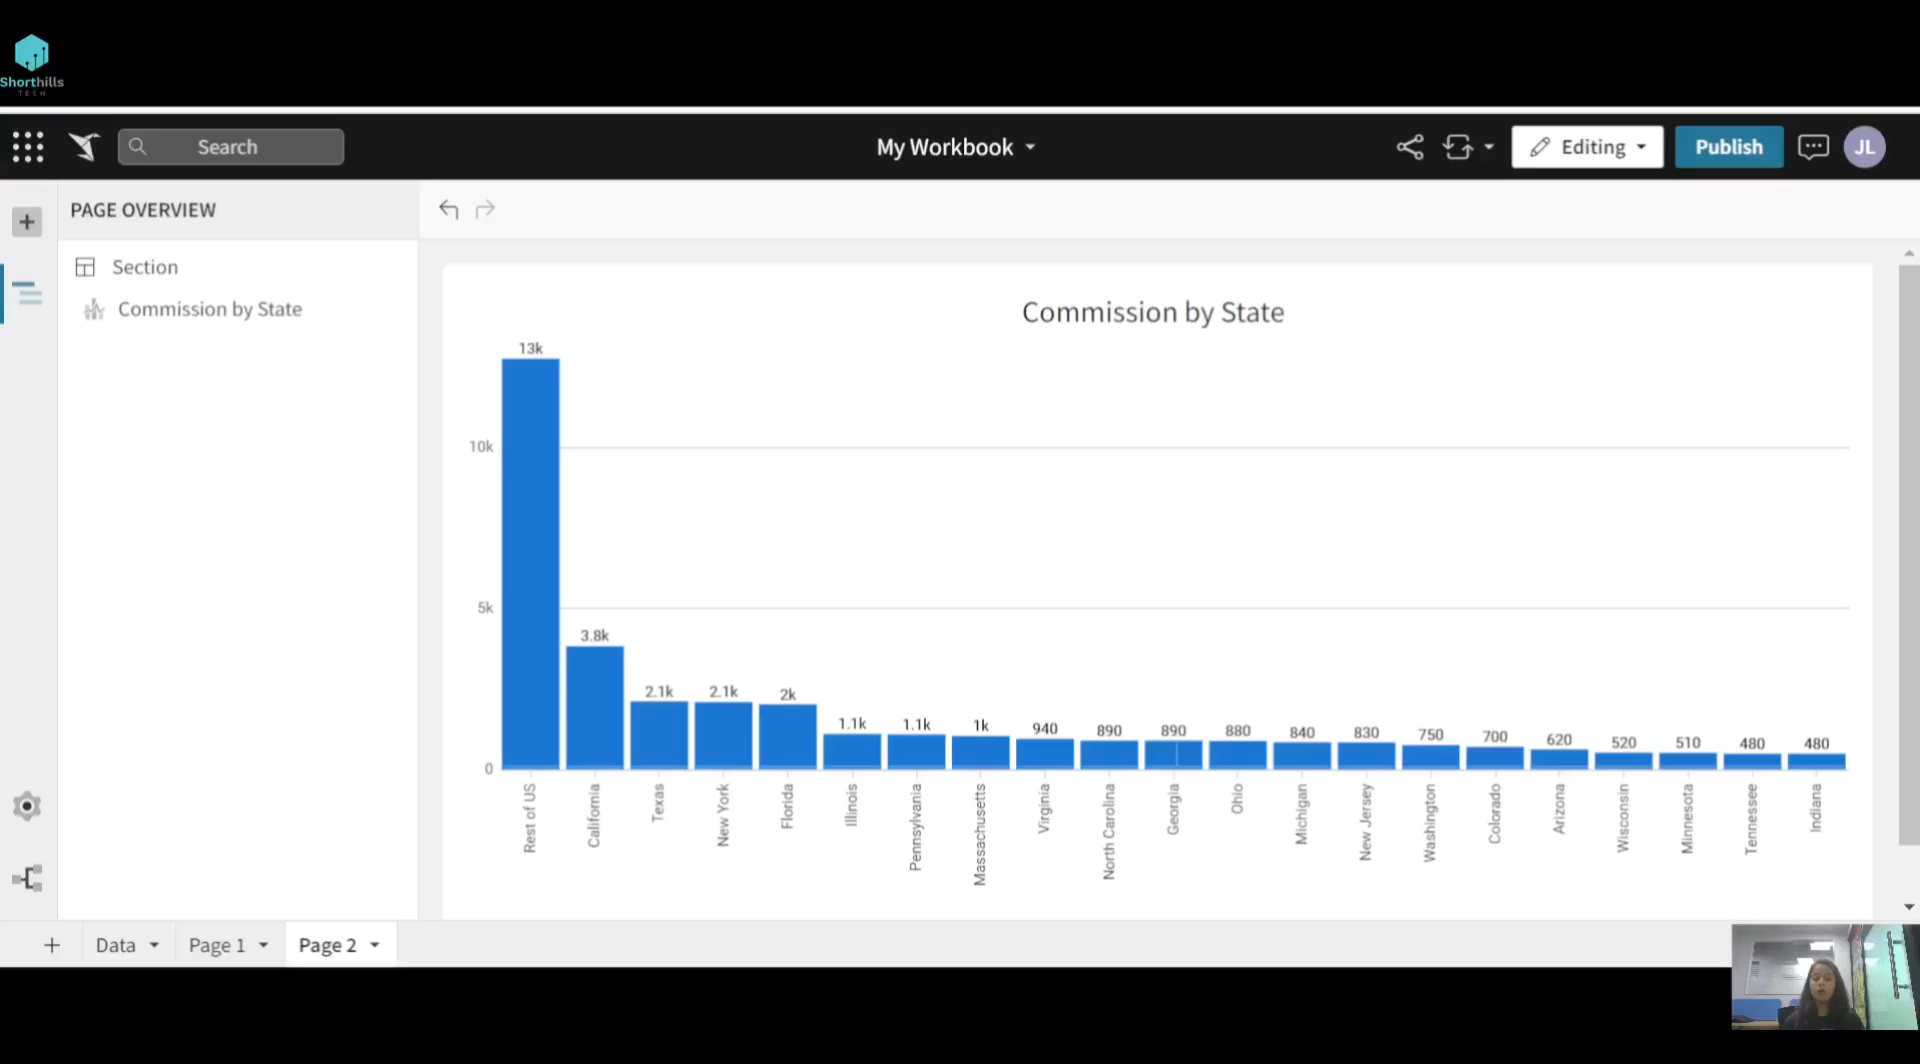 Shorthills
TECH
Search
My Workbook
Editing
Publish
JL
PAGE OVERVIEW
Section
Commission by State
Commission by State
13k
10k
5k
0
3.8k
2.1k
2.1k
2k
1.1k
1.1k
1k
940
890
890
880
840
830
750
700
620
520
510
480
480
Rest of US
California
Texas
New York
Florida
Illinois
Pennsylvania
Massachusetts
Virginia
North Carolina
Georgia
Ohio
Michigan
New Jersey
Washington
Colorado
Arizona
Wisconsin
Minnesota
Tennessee
Indiana
Data
Page 1
Page 2